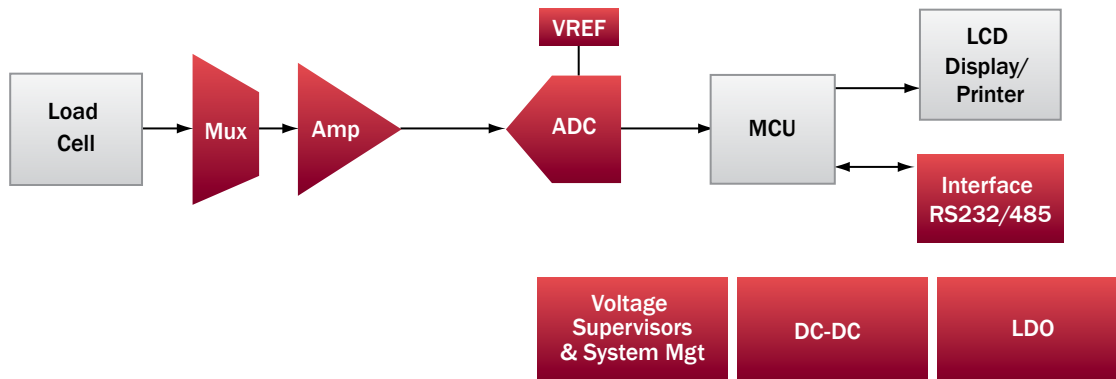 VREF
LCD
Display/
Printer
Load
Cell
Mux
Amp
ADC
MCU
Interface
RS232/485
Voltage
Supervisors
& System Mgt
DC-DC
LDO